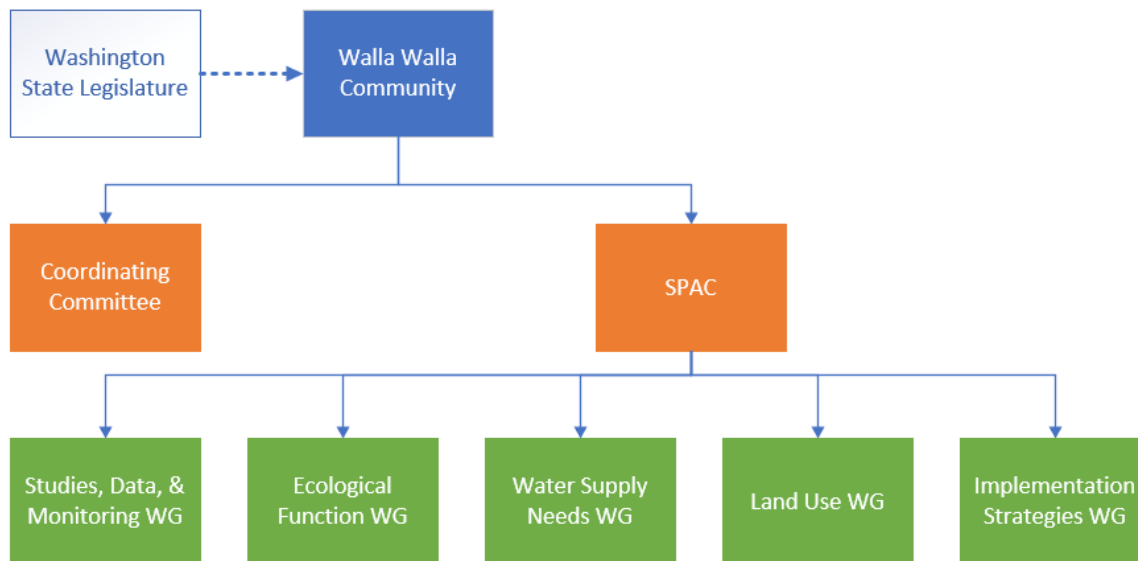 Washington
State Legislature
Walla Walla
Community
Coordinating
Committee
SPAC
Studies, Data, &
Monitoring WG
Ecological
Function WG
Water Supply
Needs WG
Land Use WG
Implementation
Strategies WG